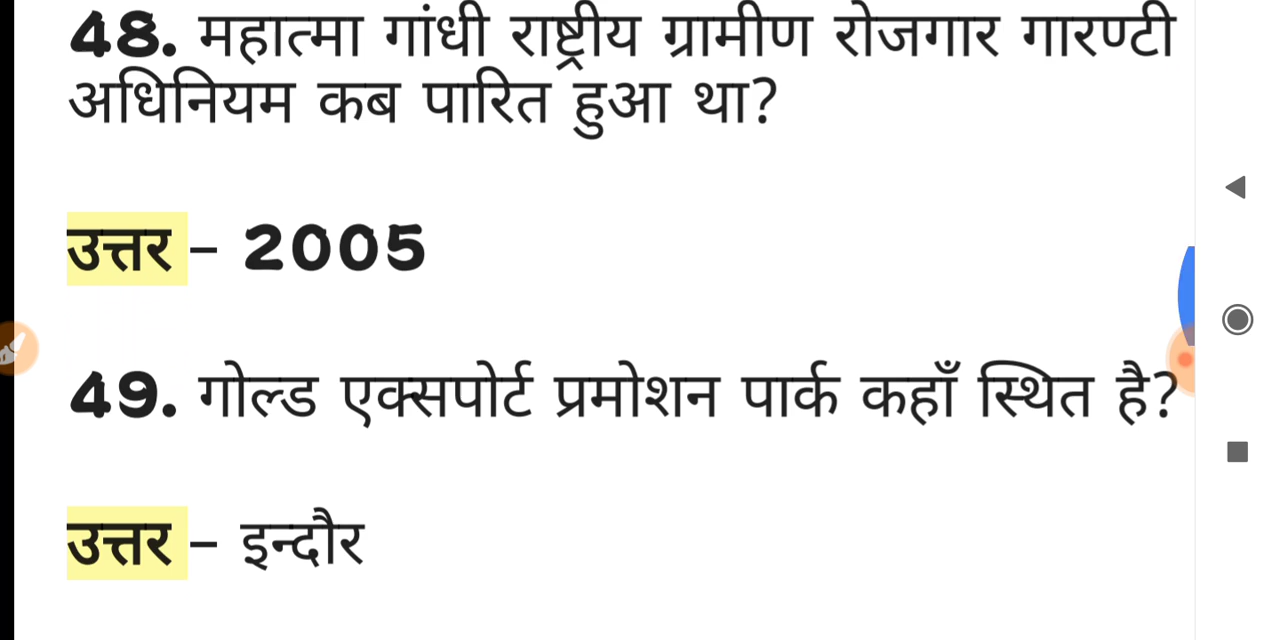 48. महात्मा गांधी राष्ट्रीय ग्रामीण रोजगार गारण्टी
अधिनियम कब पारित हुआ था?
उत्तर – 2005
49. गोल्ड एक्सपोर्ट प्रमोशन पार्क कहाँ स्थित है?
उत्तर – इन्दौर